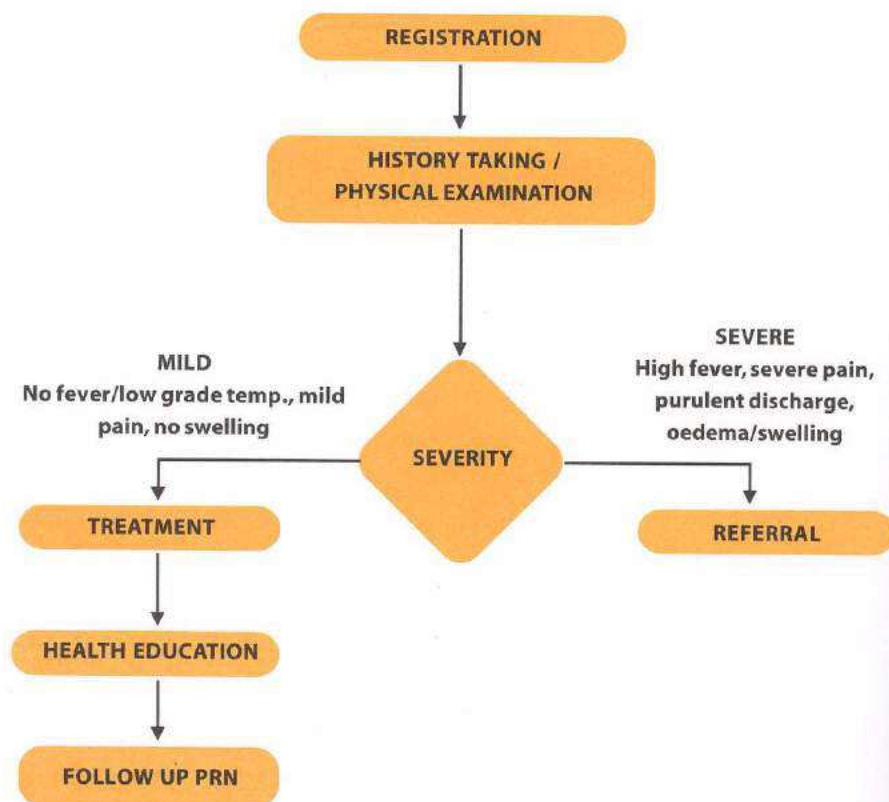 REGISTRATION
HISTORY TAKING /
PHYSICAL EXAMINATION
MILD
No fever/low grade temp., mild
pain, no swelling
SEVERE
High fever, severe pain,
purulent discharge,
oedema/swelling
SEVERITY
TREATMENT
REFERRAL
HEALTH EDUCATION
FOLLOW UP PRN